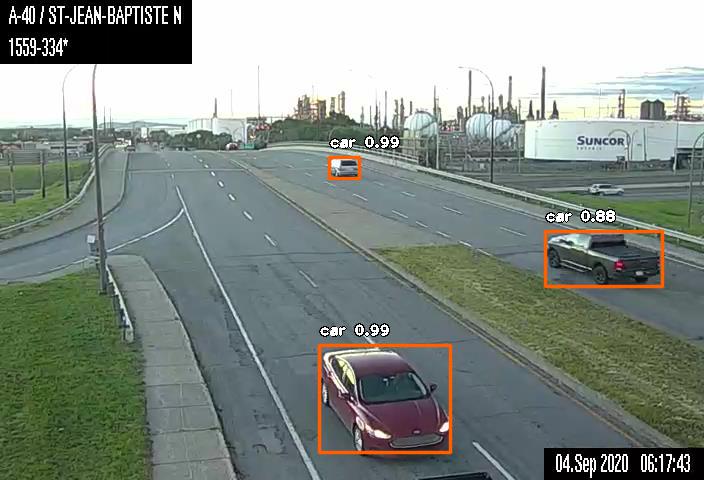 A-40 / ST-JEAN-BAPTISTE N
1559-334*
car 0.99
SUNCOR
car 0.88
car 0.99
04.Sep 2020 06:17:43